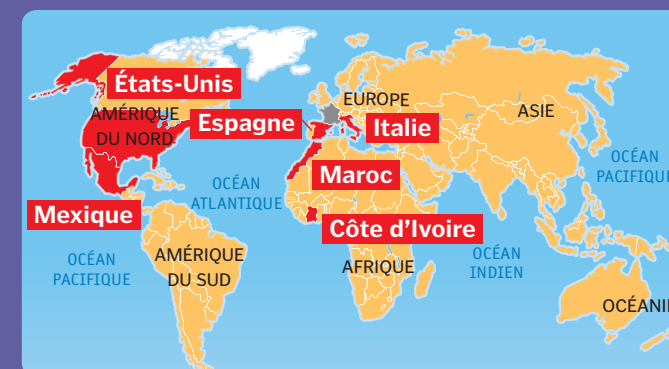 États-Unis
AMÉRIQUE
DU NORD
EUROPE
ASIE
Espagne
Italie
OCÉAN
PACIFIQUE
OCÉAN
ATLANTIQUE
Maroc
Mexique
Côte d'Ivoire
OCÉAN
PACIFIQUE
AMÉRIQUE
DU SUD
AFRIQUE
OCÉAN
INDIEN
OCÉANI